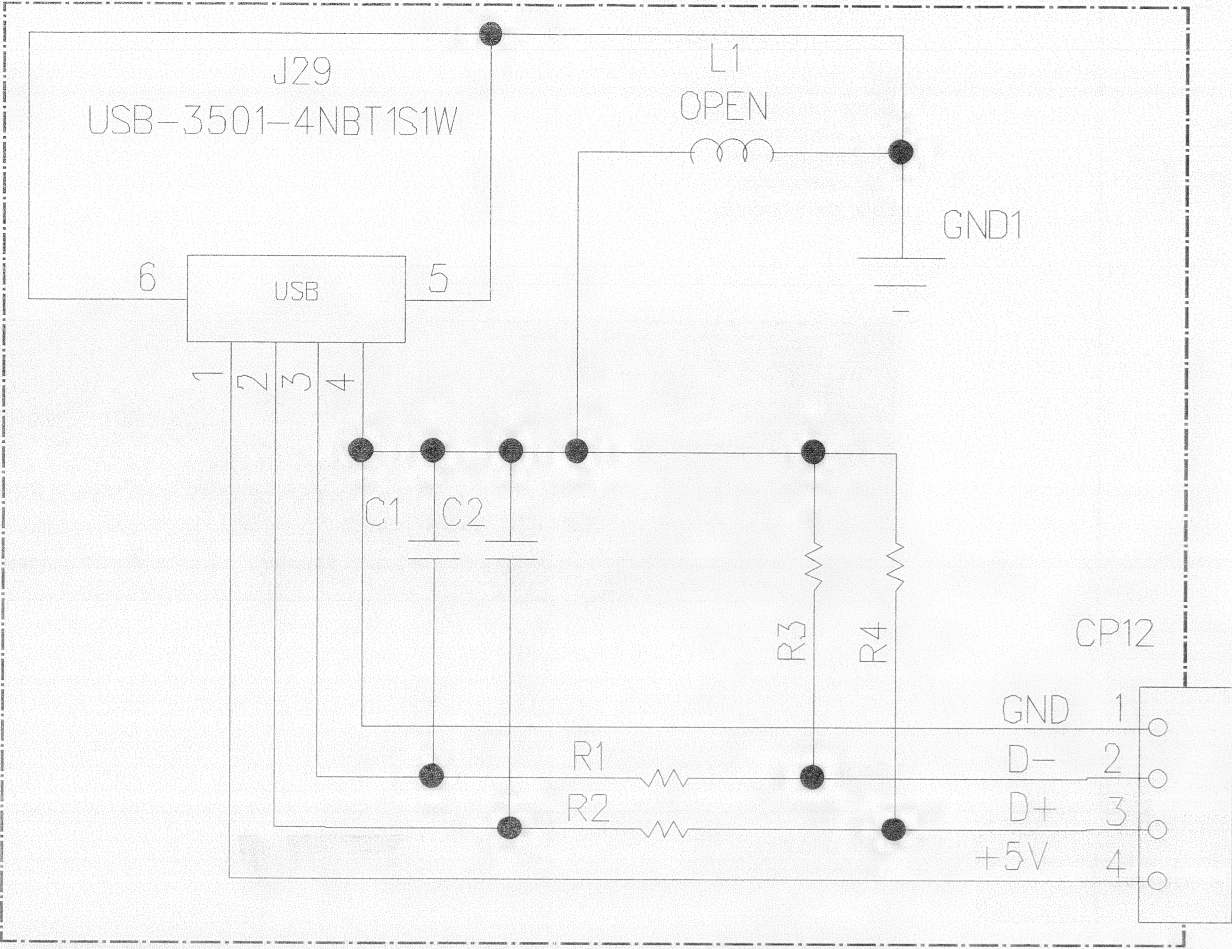 J29
USB-3501-4NBT1S1W
L1
OPEN
GND1
6
USB
5
1
2
3
4
C1
C2
R3
R4
CP12
GND 1
R1
D- 2
R2
D+ 3
+5V 4